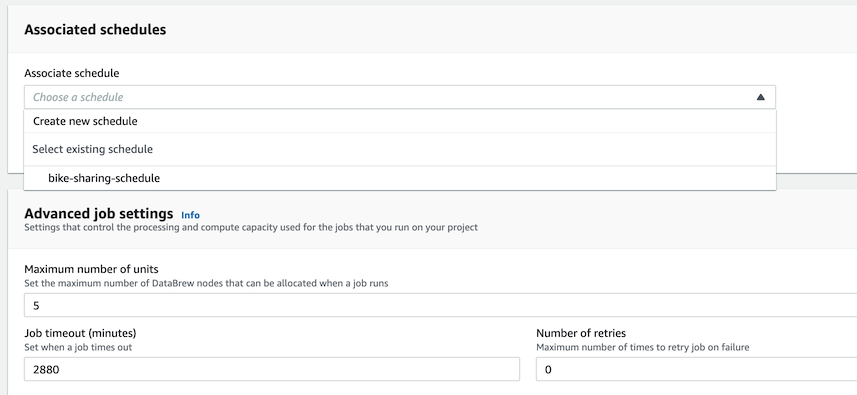 Associated schedules
Associate schedule
Choose a schedule
Create new schedule
Select existing schedule
bike-sharing-schedule
Advanced job settings Info
Settings that control the processing and compute capacity used for the jobs that you run on your project
Maximum number of units
Set the maximum number of DataBrew nodes that can be allocated when a job runs
5
Job timeout (minutes)
Set when a job times out
2880
Number of retries
Maximum number of times to retry job on failure
0